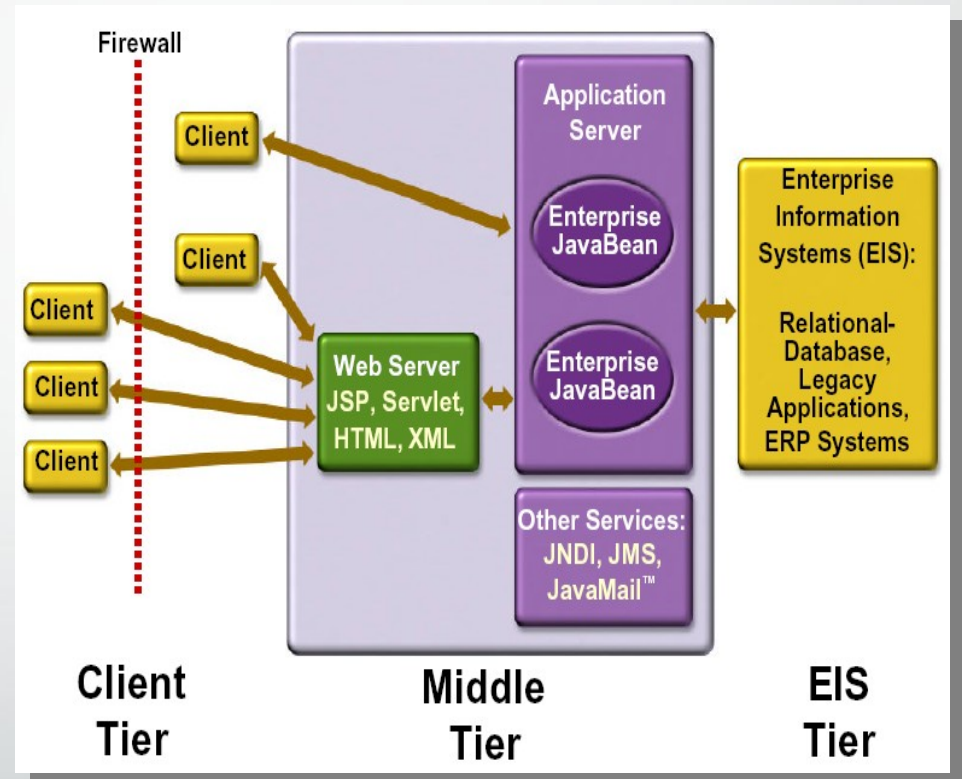 Firewall
Client
Client
Client
Client
Client
Web Server
JSP, Servlet,
HTML, XML
Application
Server
Enterprise
JavaBean
Enterprise
JavaBean
Other Services:
JNDI, JMS,
JavaMail™
Enterprise
Information
Systems (EIS):
Relational-
Database,
Legacy
Applications,
ERP Systems
Client
Tier
Middle
Tier
EIS
Tier